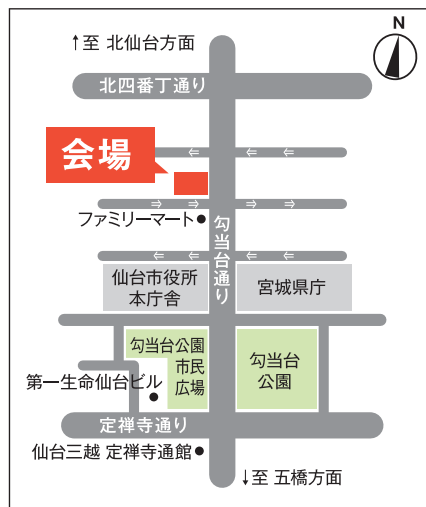 N
↑至 北仙台方面
北四番丁通り
⇐ ⇐ ⇐
会場
⇒ ⇒ ⇒
ファミリーマート
勾当台通り
⇐ ⇐ ⇐ ⇐
仙台市役所
本庁舎
宮城県庁
勾当台公園
市民
広場
勾当台
公園
第一生命仙台ビル
定禅寺通り
仙台三越 定禅寺通館
↓至 五橋方面